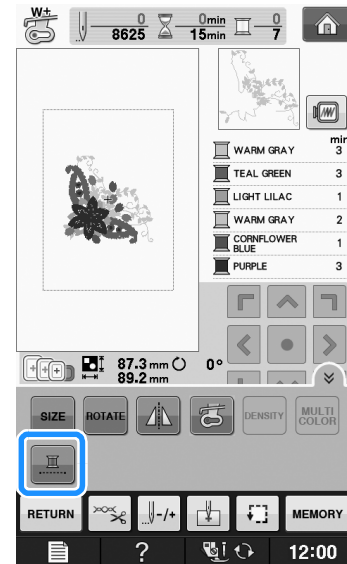 W+
0 0min 0
8625 15min 7
min
WARM GRAY 3
TEAL GREEN 3
LIGHT LILAC 1
WARM GRAY 2
CORNFLOWER
BLUE 1
PURPLE 3
87.3 mm 0°
89.2 mm
SIZE ROTATE DENSITY MULTI
COLOR
RETURN -/+ MEMORY
? 12:00